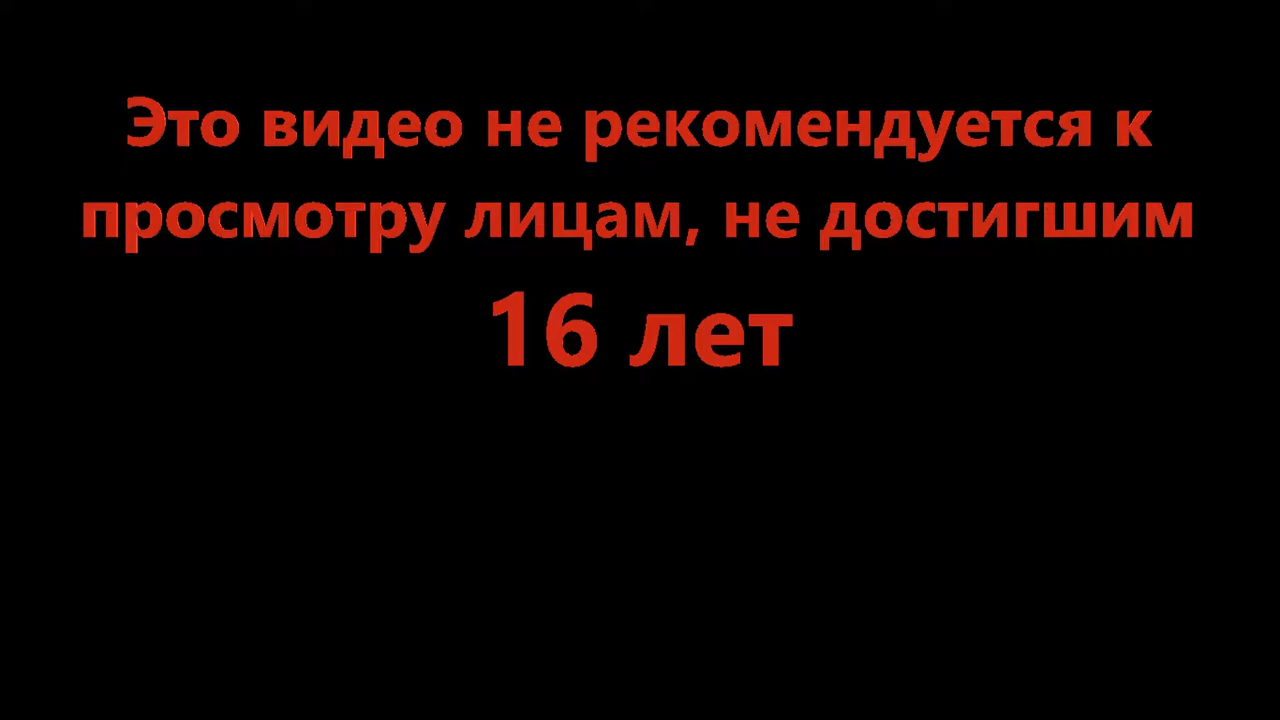 Это видео не рекомендуется к
просмотру лицам, не достигшим
16 лет